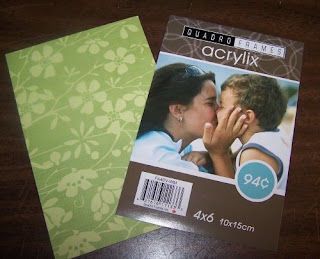 QUADRO FRAMES
acrylix
94¢
4x6 10x15cm